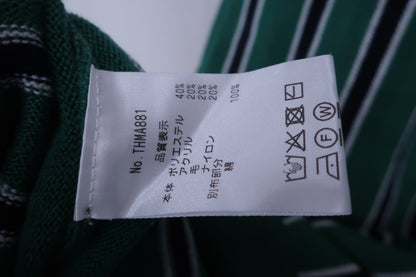 No.THMA881
品質表示
本体 ポリエステル 40%
アクリル 20%
毛 20%
ナイロン 20%
別布部分
綿 100%